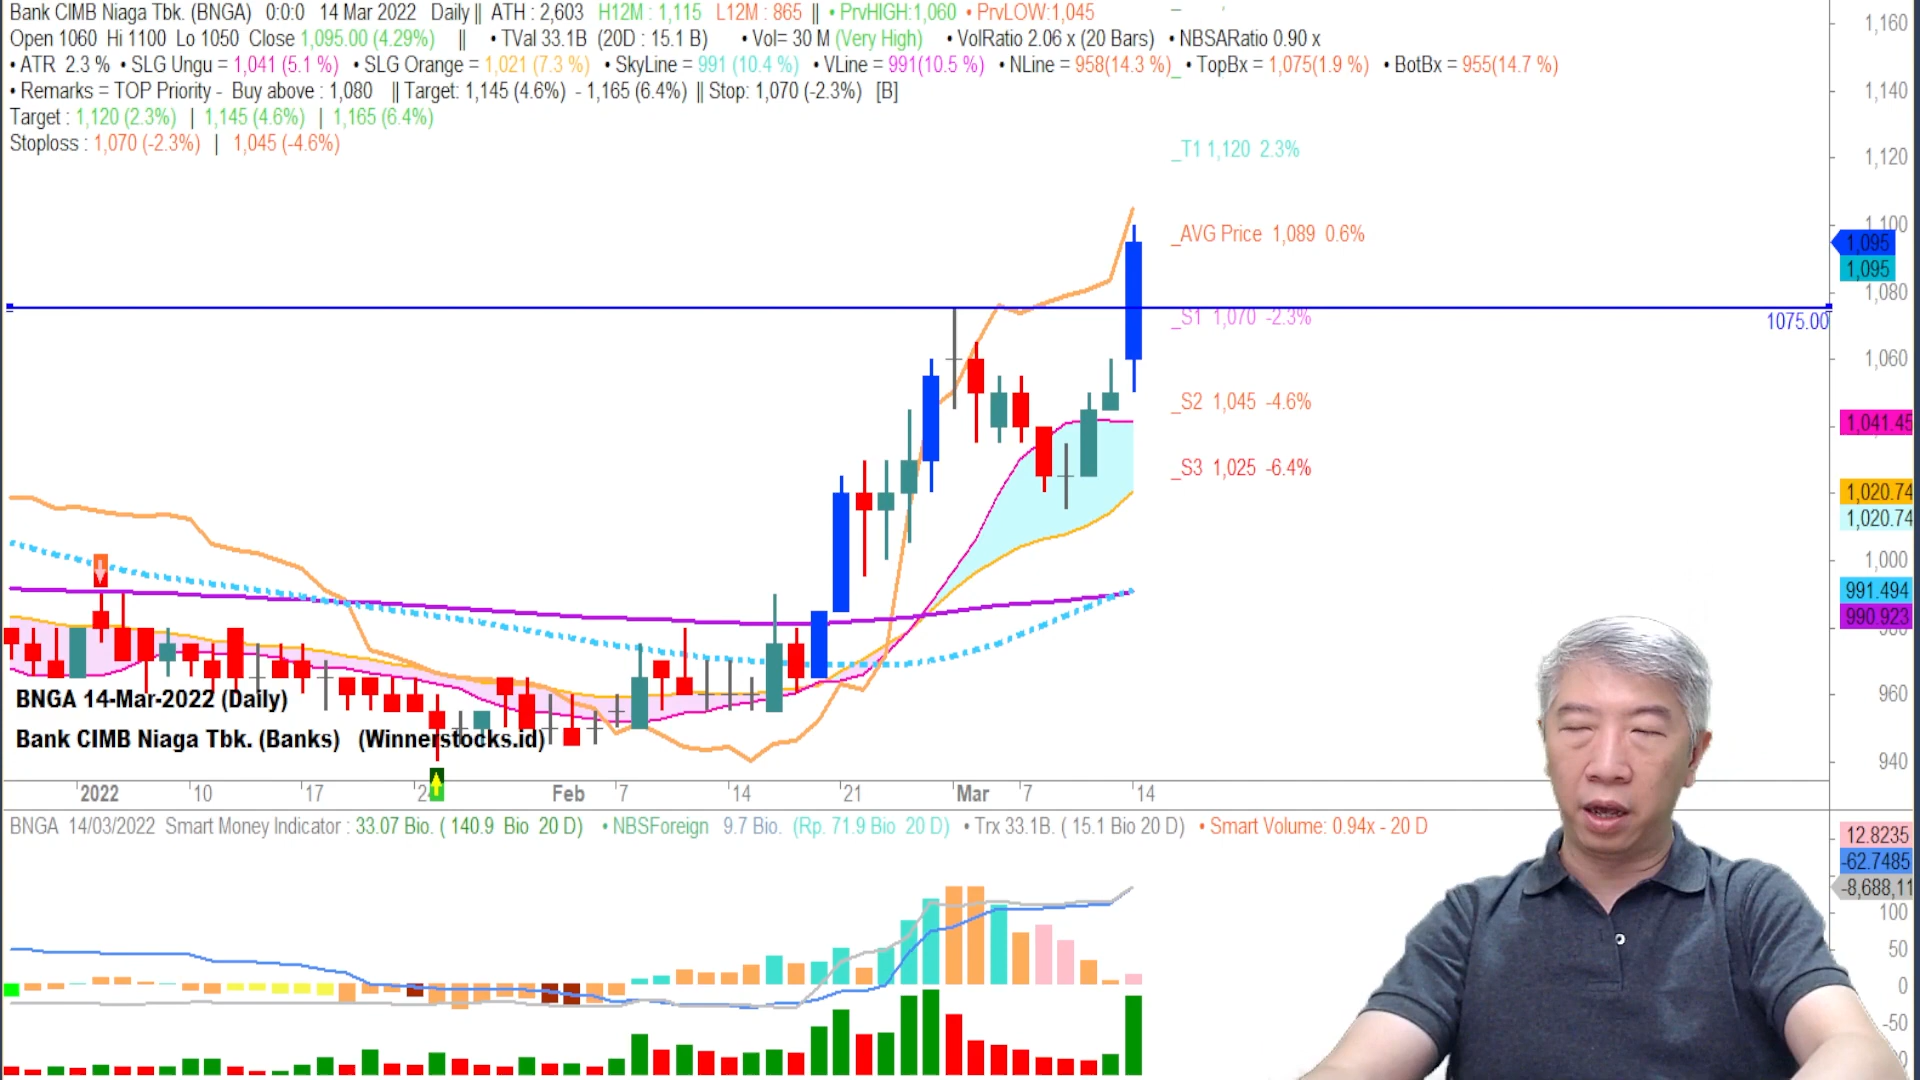 Bank CIMB Niaga Tbk. (BNGA) 0:0:0 14 Mar 2022 Daily || ATH : 2,603 H12M : 1,115 L12M : 865 || • PrvHIGH:1,060 • PrvLOW:1,045
Open 1060 Hi 1100 Lo 1050 Close 1,095.00 (4.29%) || • TVal 33.1B (20D : 15.1 B) • Vol= 30 M (Very High) • VolRatio 2.06 x (20 Bars) • NBSARatio 0.90 x
• ATR 2.3 % • SLG Ungu = 1,041 (5.1 %) • SLG Orange = 1,021 (7.3 %) • SkyLine = 991 (10.4 %) • VLine = 991(10.5 %) • NLine = 958(14.3 %)_ • TopBx = 1,075(1.9 %) • BotBx = 955(14.7 %)
• Remarks = TOP Priority - Buy above : 1,080 || Target: 1,145 (4.6%) - 1,165 (6.4%) || Stop: 1,070 (-2.3%) [B]
Target : 1,120 (2.3%) | 1,145 (4.6%) | 1,165 (6.4%)
Stoploss : 1,070 (-2.3%) | 1,045 (-4.6%)
1,160
1,140
_T1 1,120 2.3%
1,120
1,100
_AVG Price 1,089 0.6%
1,095
1,095
1,080
_S1 1,070 -2.3%
1075.00
1,060
_S2 1,045 -4.6%
1,041.45
_S3 1,025 -6.4%
1,020.74
1,020.74
1,000
991.494
990.923
960
940
BNGA 14-Mar-2022 (Daily)
Bank CIMB Niaga Tbk. (Banks) (Winnerstocks.id)
2022 10 17 Feb 7 14 21 Mar 7 14
BNGA 14/03/2022 Smart Money Indicator : 33.07 Bio. ( 140.9 Bio 20 D) • NBSForeign 9.7 Bio. (Rp. 71.9 Bio 20 D) • Trx 33.1B. ( 15.1 Bio 20 D) • Smart Volume: 0.94x - 20 D
12.8235
-62.7485
-8,688,11
100
50
0
-50